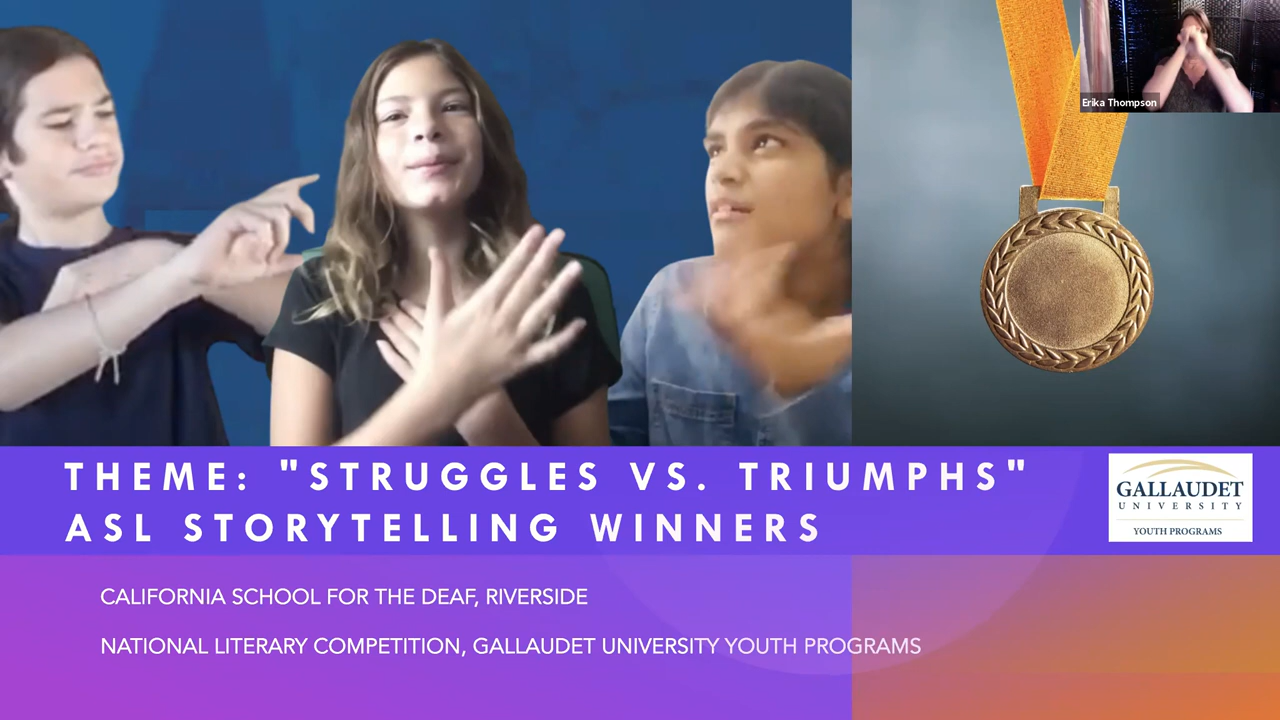 Erika Thompson
THEME: "STRUGGLES VS. TRIUMPHS"
ASL STORYTELLING WINNERS
GALLAUDET
UNIVERSITY
YOUTH PROGRAMS
CALIFORNIA SCHOOL FOR THE DEAF, RIVERSIDE
NATIONAL LITERARY COMPETITION, GALLAUDET UNIVERSITY YOUTH PROGRAMS